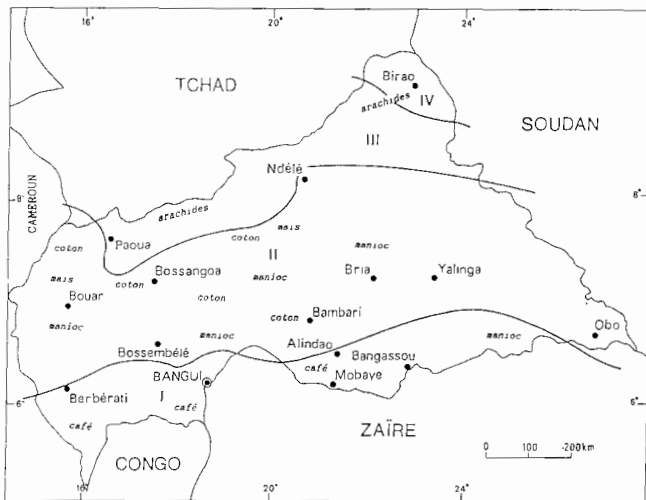 16° 20° 24°
TCHAD
Birao
arachides
IV
SOUDAN
III
Ndélé
CAMEROUN
8° 8°
arachides
Paoua
coton
coton
mais
II
manioc
mais
Bossangoa
coton
manioc
Bria
Yalinga
Bouar
coton
manioc
coton
Bambari
manioc
manioc
Obo
Bossembélé
Alindao
café
Bangassou
BANGUI
Mobaye
Berbérati
I
café
6° 6°
café
ZAÏRE
CONGO
0 100 200km
20° 24°